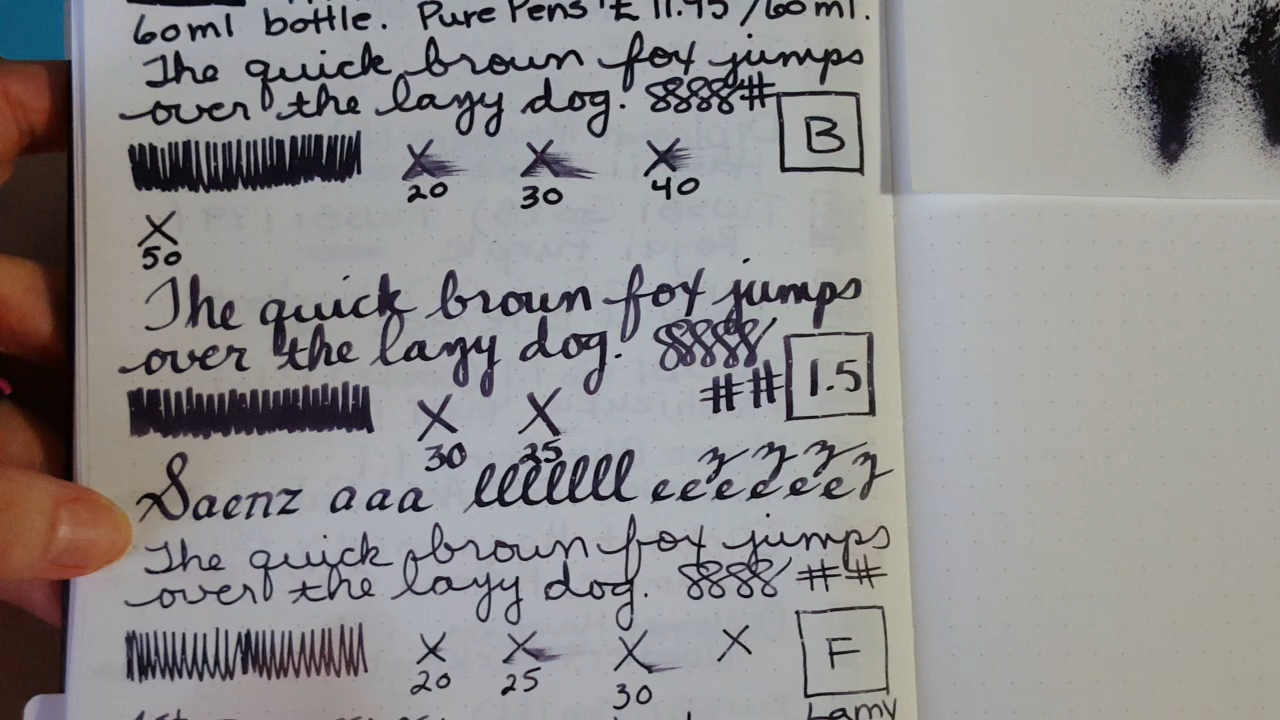 60ml bottle. Pure Pens £11.95/60ml.
The quick brown fox jumps
over the lazy dog. 8888#
B
X X X
20 30 40
X
50
The quick brown fox jumps
over the lazy dog. 8888
## 1.5
X X
30 35
Saenz aaa llllllll eeeeeee
The quick brown fox jumps
over the lazy dog. 8888 ##
F
X X X X
20 25 30
Lamy